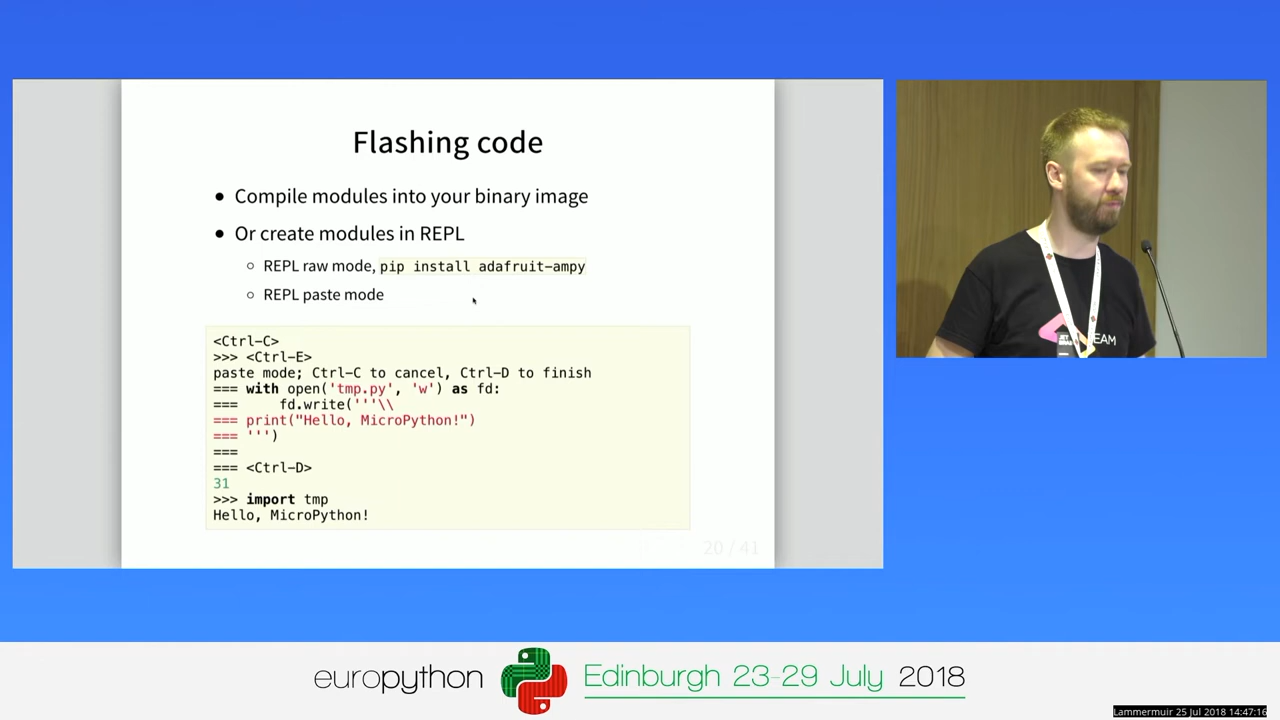 Flashing code
● Compile modules into your binary image
● Or create modules in REPL
○ REPL raw mode, pip install adafruit-ampy
○ REPL paste mode
<Ctrl-C>
>>> <Ctrl-E>
paste mode; Ctrl-C to cancel, Ctrl-D to finish
=== with open('tmp.py', 'w') as fd:
===     fd.write('''\\
=== print("Hello, MicroPython!")
=== ''')
===
=== <Ctrl-D>
31
>>> import tmp
Hello, MicroPython!
20 / 41
JET
BRAINS
EAM
europython Edinburgh 23-29 July 2018
Lammermuir 25 Jul 2018 14:47:16